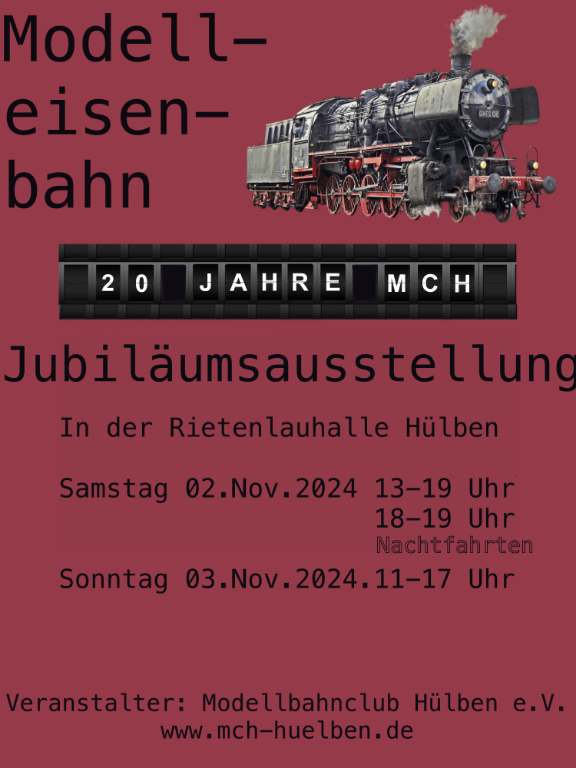 Modell-
eisen-
bahn
20 JAHRE MCH
Jubiläumsausstellung
In der Rietenlauhalle Hülben
Samstag 02.Nov.2024 13-19 Uhr
18-19 Uhr
Nachtfahrten
Sonntag 03.Nov.2024.11-17 Uhr
Veranstalter: Modellbahnclub Hülben e.V.
www.mch-huelben.de